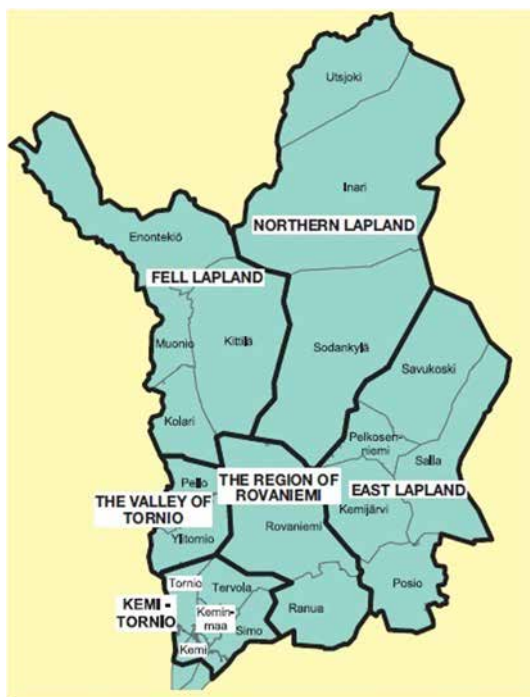 Utsjoki
Inari
NORTHERN LAPLAND
Enontekiö
FELL LAPLAND
Muonio
Kittilä
Sodankylä
Savukoski
Kolari
Pelkosen-
niemi
Salla
Pello
THE REGION OF
ROVANIEMI
EAST LAPLAND
THE VALLEY OF
TORNIO
Kemijärvi
Rovaniemi
Ylitornio
Tornio
Tervola
Posio
KEMI -
TORNIO
Kemin-
maa
Ranua
Simo
Kemi